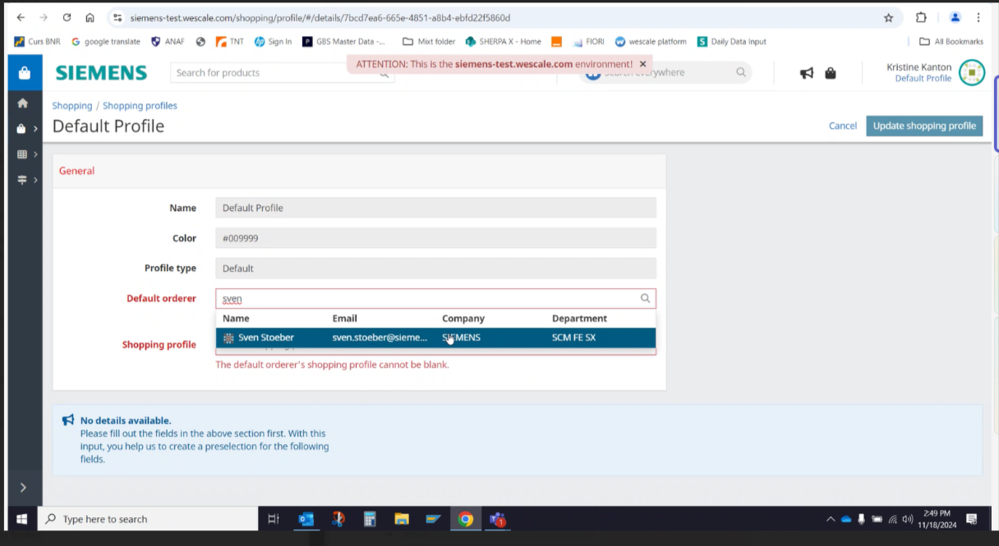 siemens-test.wescale.com/shopping/profile/#/details/7bcd7ea6-665e-4851-a8b4-ebfd22f5860d
Curs BNR google translate ANAF TNT Sign In GBS Master Data -... Mixt folder SHERPA X - Home FIORI wescale platform Daily Data Input All Bookmarks
ATTENTION: This is the siemens-test.wescale.com environment! ×
SIEMENS Search for products
Kristine Kanton
Default Profile
Shopping / Shopping profiles
Default Profile
Cancel Update shopping profile
General
Name Default Profile
Color #009999
Profile type Default
Default orderer sven
Name Email Company Department
Sven Stoeber sven.stoeber@sieme... SIEMENS SCM FE SX
Shopping profile
The default orderer's shopping profile cannot be blank.
No details available.
Please fill out the fields in the above section first. With this
input, you help us to create a preselection for the following
fields.
Type here to search
1
2:49 PM
11/18/2024